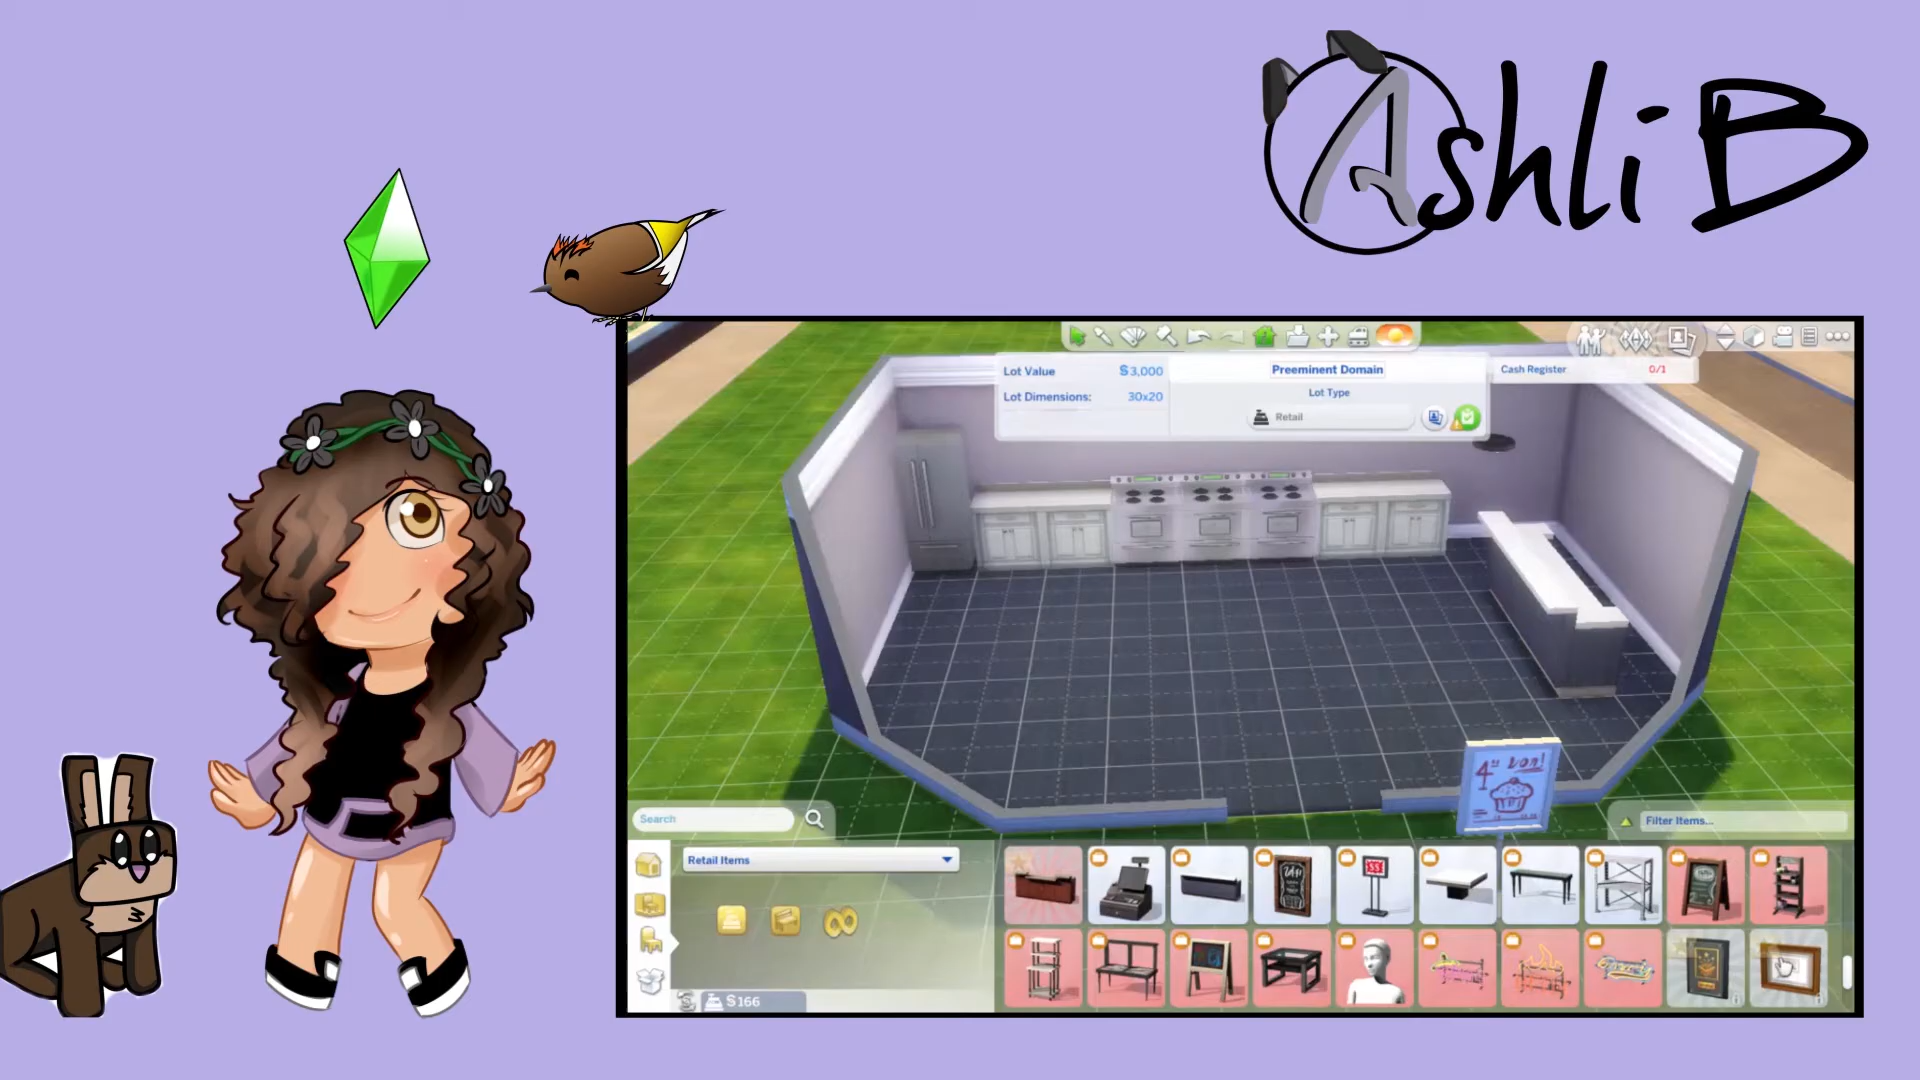 Ashli B
Lot Value §3,000
Lot Dimensions: 30x20
Preeminent Domain
Lot Type
Retail
Cash Register 0/1
Search
Filter Items...
Retail Items
§166